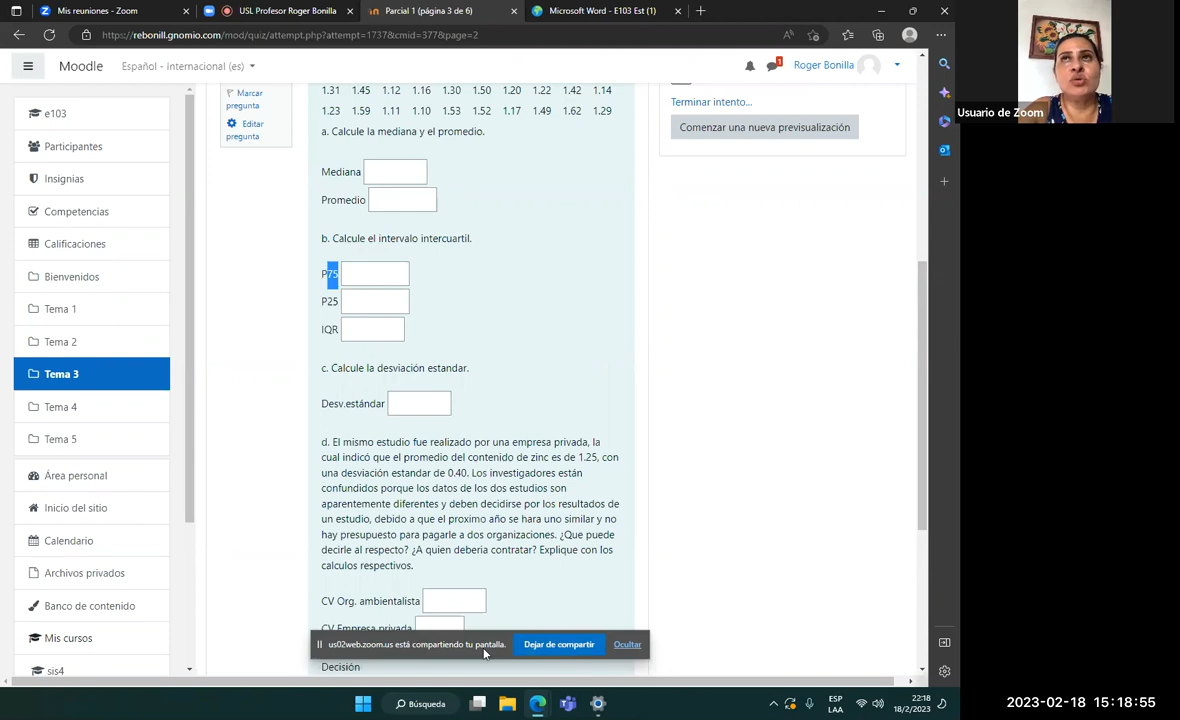 Mis reuniones - Zoom
USL Profesor Roger Bonilla
Parcial 1 (página 3 de 6)
Microsoft Word - E103 Est (1)
https://rebonill.gnomio.com/mod/quiz/attempt.php?attempt=1737&cmid=377&page=2
Moodle
Español - Internacional (es)
1
Roger Bonilla
e103
Participantes
Insignias
Competencias
Calificaciones
Bienvenidos
Tema 1
Tema 2
Tema 3
Tema 4
Tema 5
Área personal
Inicio del sitio
Calendario
Archivos privados
Banco de contenido
Mis cursos
sis4
Marcar
pregunta
Editar
pregunta
1.31 1.45 1.12 1.16 1.30 1.50 1.20 1.22 1.42 1.14
1.23 1.59 1.11 1.10 1.53 1.52 1.17 1.49 1.62 1.29
a. Calcule la mediana y el promedio.
Mediana
Promedio
b. Calcule el intervalo intercuartil.
P75
P25
IQR
c. Calcule la desviación estandar.
Desv.estándar
d. El mismo estudio fue realizado por una empresa privada, la
cual indicó que el promedio del contenido de zinc es de 1.25, con
una desviación estandar de 0.40. Los investigadores están
confundidos porque los datos de los dos estudios son
aparentemente diferentes y deben decidirse por los resultados de
un estudio, debido a que el proximo año se hara uno similar y no
hay presupuesto para pagarle a dos organizaciones. ¿Que puede
decirle al respecto? ¿A quien deberia contratar? Explique con los
calculos respectivos.
CV Org. ambientalista
CV Empresa privada
Decisión
Terminar intento...
Comenzar una nueva previsualización
us02web.zoom.us está compartiendo tu pantalla.
Dejar de compartir
Ocultar
Usuario de Zoom
Búsqueda
ESP
LAA
22:18
18/2/2023
2023-02-18 15:18:55